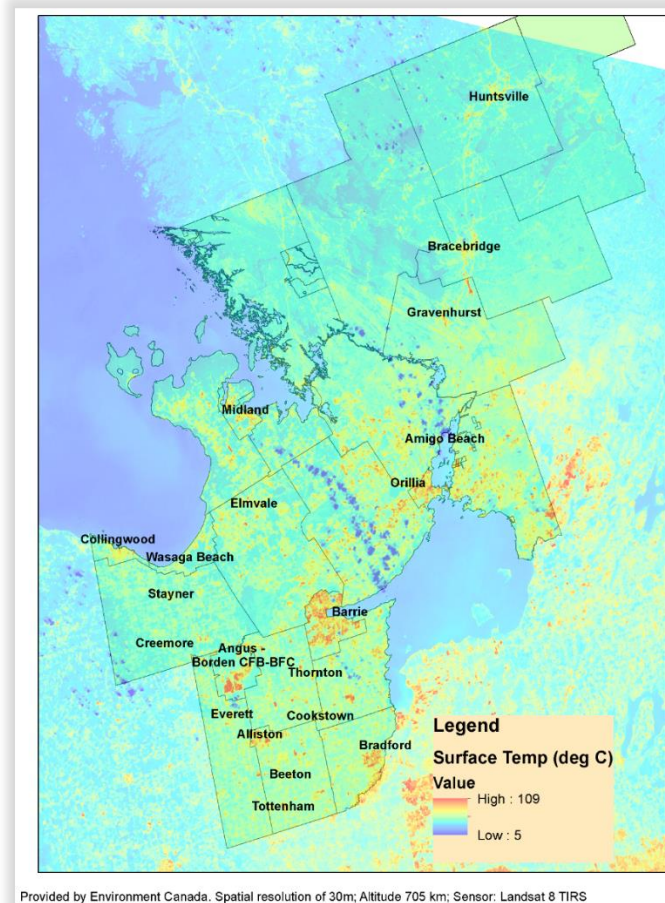 Huntsville
Bracebridge
Gravenhurst
Midland
Amigo Beach
Orillia
Elmvale
Collingwood
Wasaga Beach
Stayner
Barrie
Creemore
Angus -
Borden CFB-BFC
Thornton
Everett
Cookstown
Alliston
Bradford
Beeton
Tottenham
Legend
Surface Temp (deg C)
Value
High : 109
Low : 5
Provided by Environment Canada. Spatial resolution of 30m; Altitude 705 km; Sensor: Landsat 8 TIRS